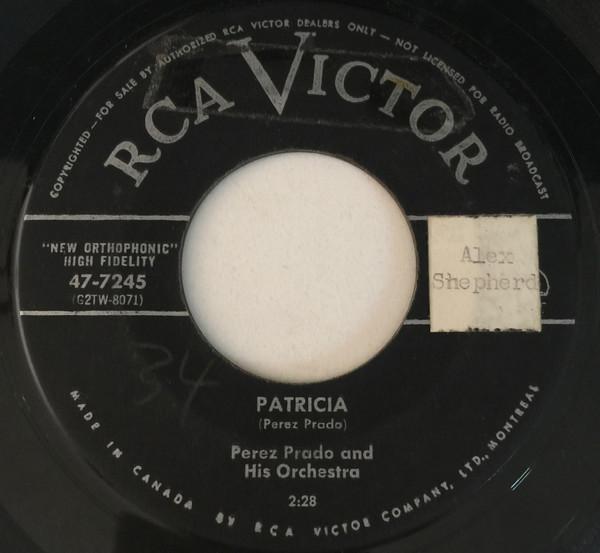 COPYRIGHTED — FOR SALE BY AUTHORIZED RCA VICTOR DEALERS ONLY — NOT LICENSED FOR RADIO BROADCAST
RCA VICTOR
"NEW ORTHOPHONIC"
HIGH FIDELITY
47-7245
(G2TW-8071)
Alex
Shepherd
34
PATRICIA
(Perez Prado)
Perez Prado and
His Orchestra
2:28
MADE IN CANADA BY RCA VICTOR COMPANY, LTD., MONTREAL